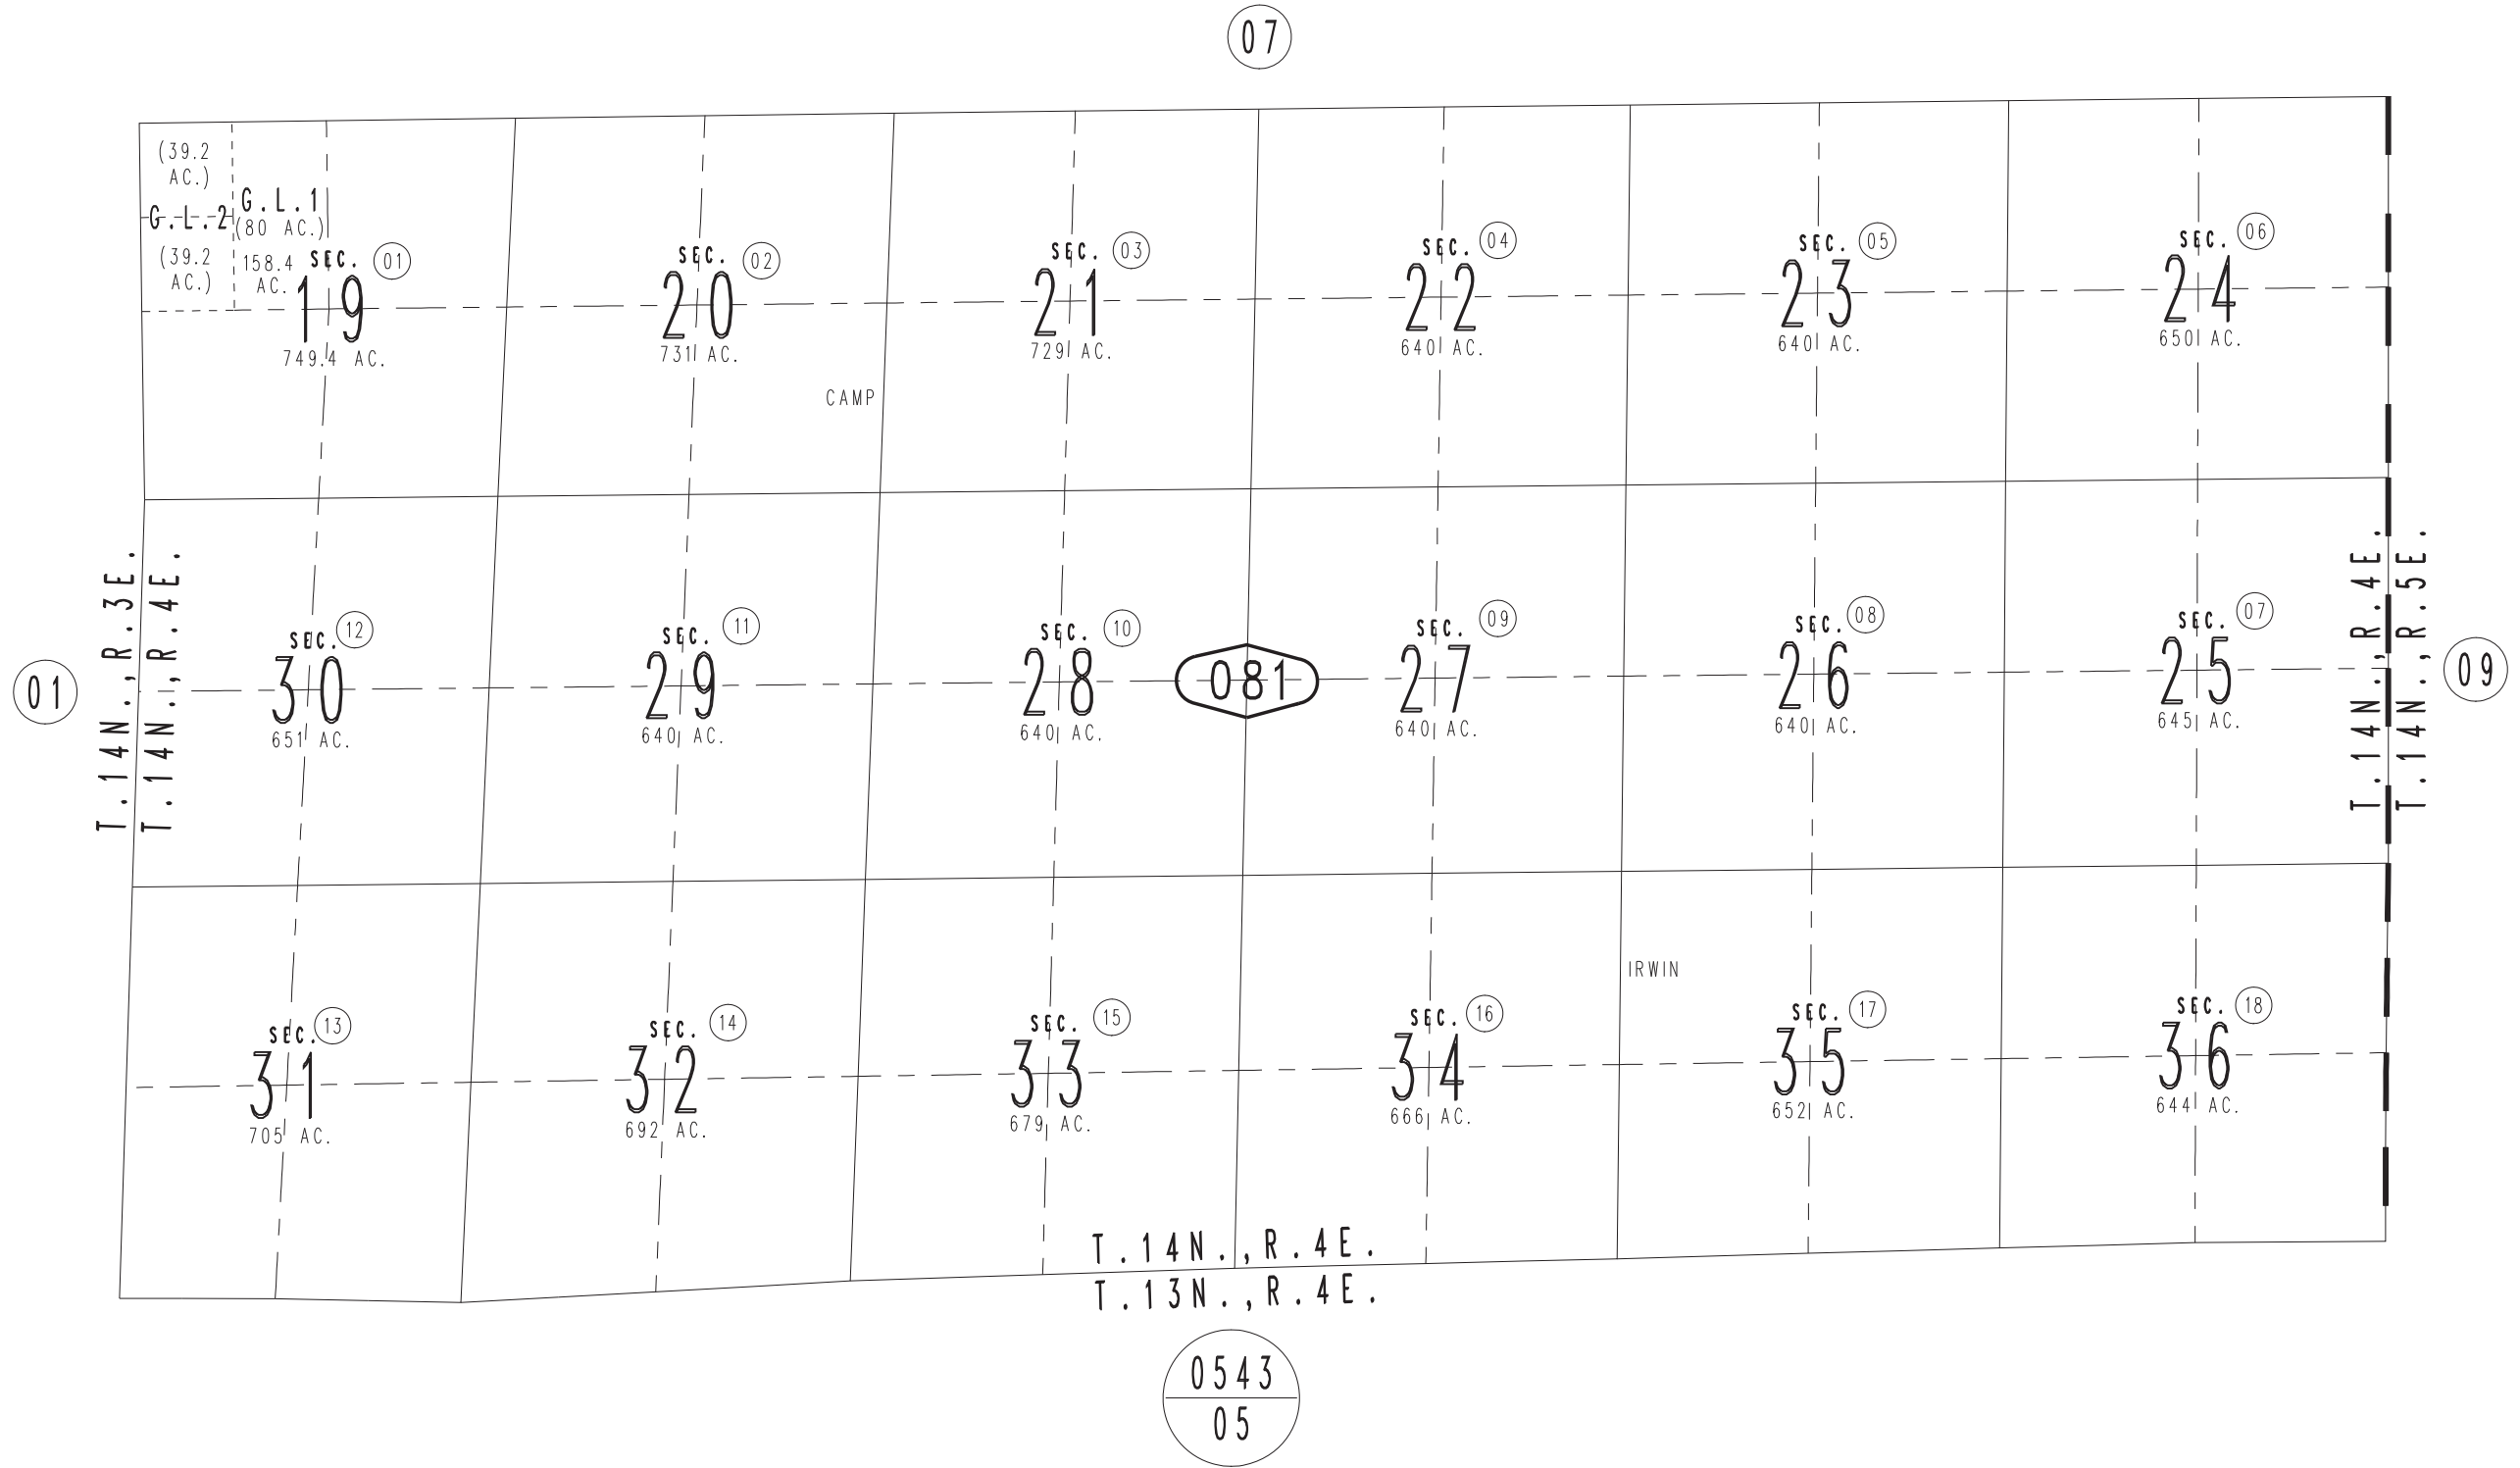 07
(39.2
AC.)
G.L.1
G.L.2
(80 AC.)
(39.2
AC.)
158.4
AC.
SEC. 01
19
749.4 AC.
SEC. 02
20
731 AC.
SEC. 03
21
729 AC.
SEC. 04
22
640 AC.
SEC. 05
23
640 AC.
SEC. 06
24
650 AC.
CAMP
T.14N.,R.3E.
T.14N.,R.4E.
01
SEC. 12
30
651 AC.
SEC. 11
29
640 AC.
SEC. 10
28
640 AC.
081
SEC. 09
27
640 AC.
SEC. 08
26
640 AC.
SEC. 07
25
645 AC.
T.14N.,R.4E.
T.14N.,R.5E.
09
IRWIN
SEC. 13
31
705 AC.
SEC. 14
32
692 AC.
SEC. 15
33
679 AC.
SEC. 16
34
666 AC.
SEC. 17
35
652 AC.
SEC. 18
36
644 AC.
T.14N.,R.4E.
T.13N.,R.4E.
0543
05